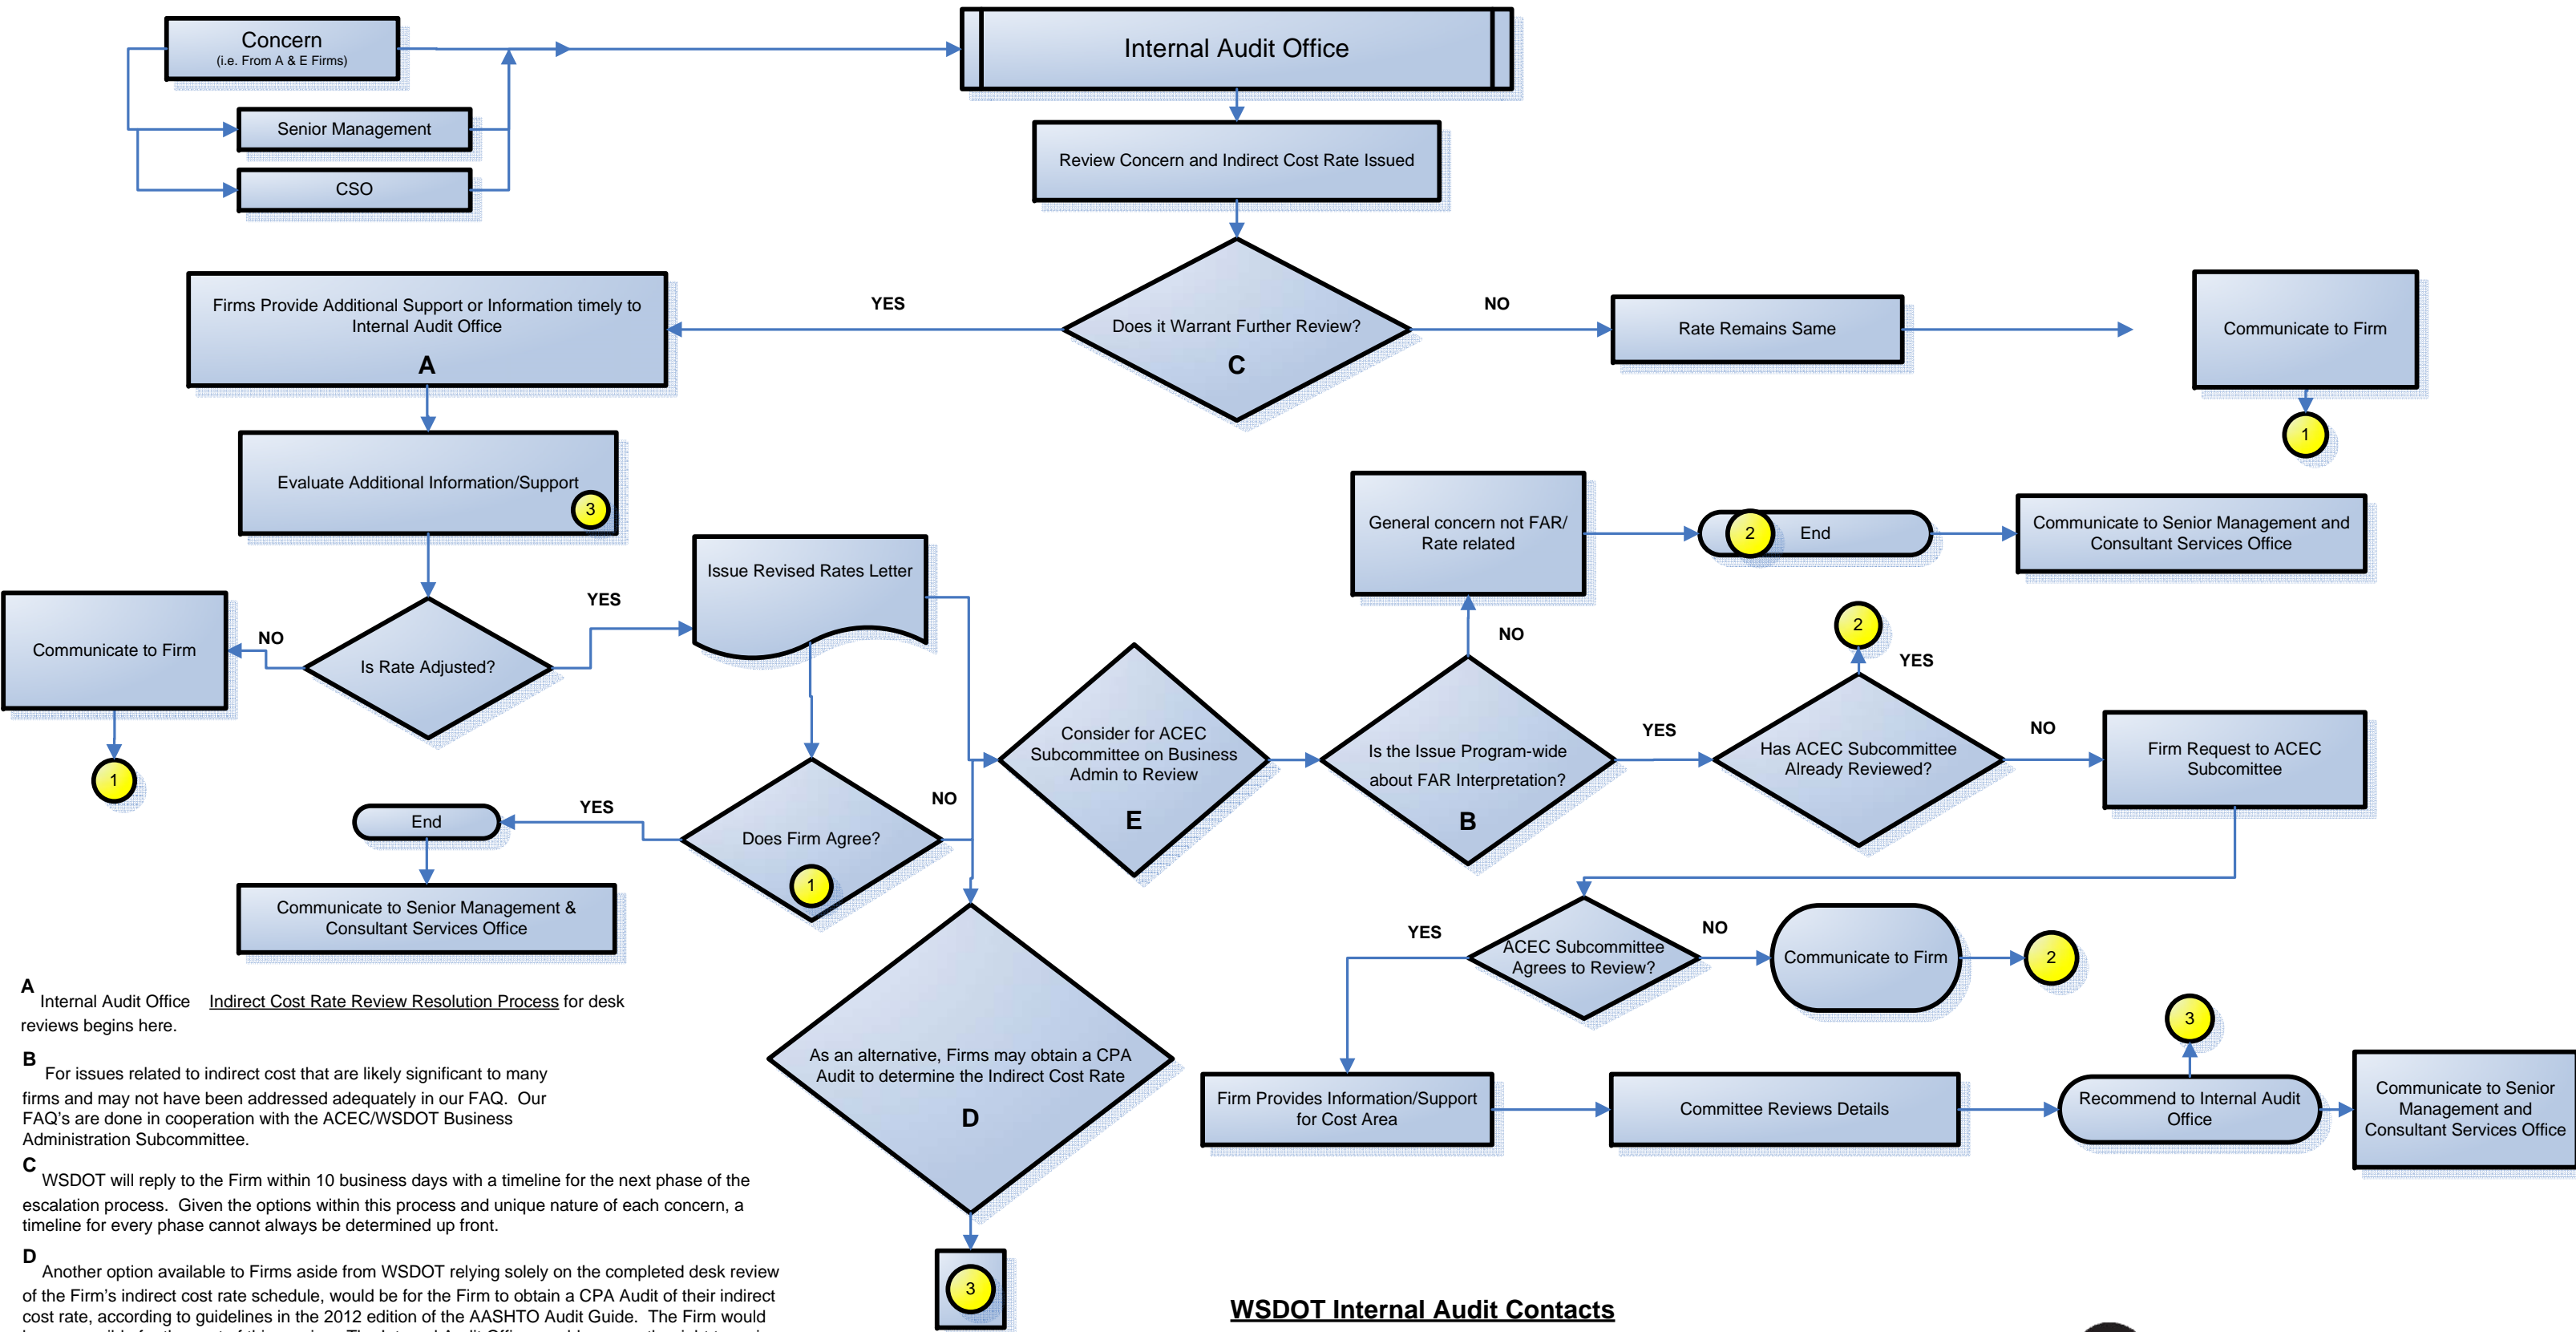 Concern
(i.e. From A & E Firms)
Internal Audit Office
Senior Management
CSO
Review Concern and Indirect Cost Rate Issued
Firms Provide Additional Support or Information timely to
Internal Audit Office
A
YES
Does it Warrant Further Review?
C
NO
Rate Remains Same
Communicate to Firm
1
Evaluate Additional Information/Support
3
Issue Revised Rates Letter
General concern not FAR/
Rate related
2
End
Communicate to Senior Management and
Consultant Services Office
Communicate to Firm
NO
Is Rate Adjusted?
YES
1
NO
2
YES
Consider for ACEC
Subcommittee on Business
Admin to Review
E
Is the Issue Program-wide
about FAR Interpretation?
B
YES
Has ACEC Subcommittee
Already Reviewed?
NO
Firm Request to ACEC
Subcomittee
End
YES
Does Firm Agree?
1
NO
Communicate to Senior Management &
Consultant Services Office
YES
ACEC Subcommittee
Agrees to Review?
NO
Communicate to Firm
2
As an alternative, Firms may obtain a CPA
Audit to determine the Indirect Cost Rate
D
3
Firm Provides Information/Support
for Cost Area
Committee Reviews Details
3
Recommend to Internal Audit
Office
Communicate to Senior
Management and
Consultant Services Office
A
Internal Audit Office Indirect Cost Rate Review Resolution Process for desk
reviews begins here.
B
For issues related to indirect cost that are likely significant to many
firms and may not have been addressed adequately in our FAQ. Our
FAQ's are done in cooperation with the ACEC/WSDOT Business
Administration Subcommittee.
C
WSDOT will reply to the Firm within 10 business days with a timeline for the next phase of the
escalation process. Given the options within this process and unique nature of each concern, a
timeline for every phase cannot always be determined up front.
D
Another option available to Firms aside from WSDOT relying solely on the completed desk review
of the Firm's indirect cost rate schedule, would be for the Firm to obtain a CPA Audit of their indirect
cost rate, according to guidelines in the 2012 edition of the AASHTO Audit Guide. The Firm would
WSDOT Internal Audit Contacts